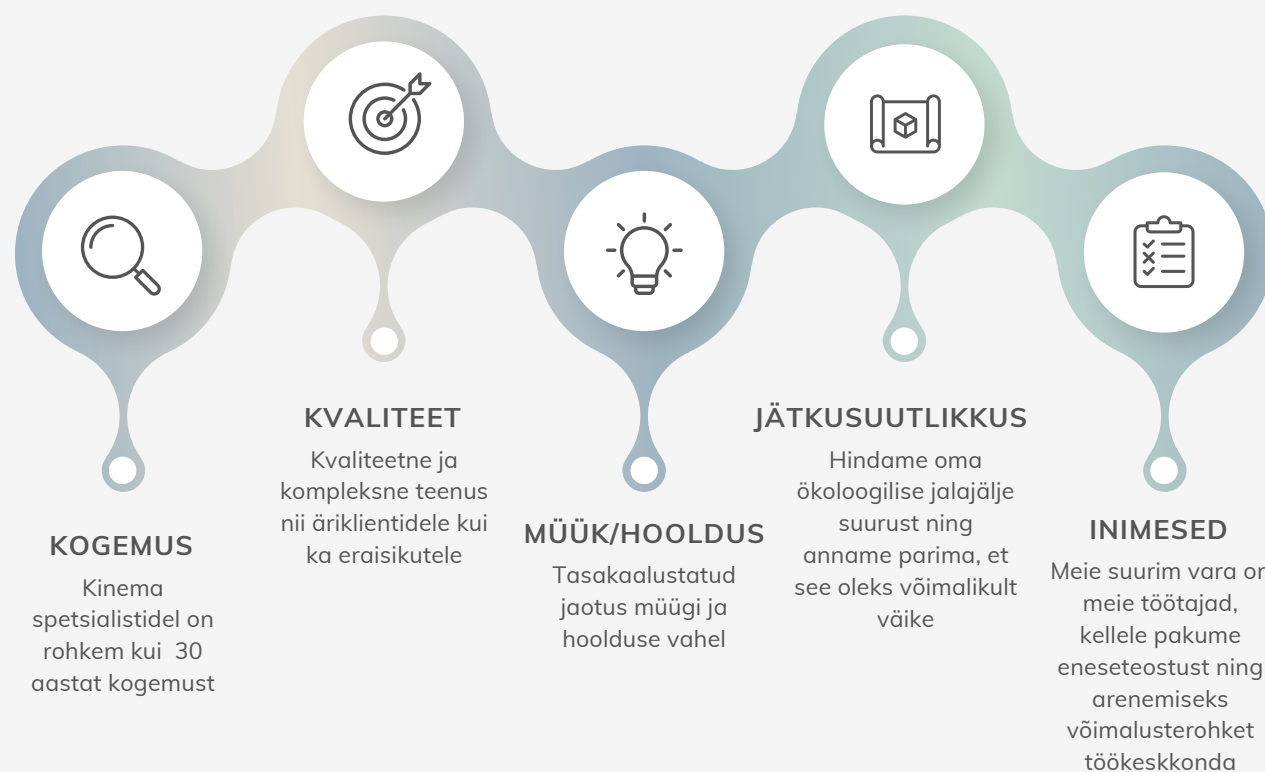 KOGEMUS
Kinema
spetsialistidel on
rohkem kui 30
aastat kogemust
KVALITEET
Kvaliteetne ja
kompleksne teenus
nii äriklientidele kui
ka eraisikutele
MÜÜK/HOOLDUS
Tasakaalustatud
jaotus müügi ja
hoolduse vahel
JÄTKUSUUTLIKKUS
Hindame oma
ökoloogilise jalajälje
suurust ning
anname parima, et
see oleks võimalikult
väike
INIMESED
Meie suurim vara on
meie töötajad,
kellele pakume
eneseteostust ning
arenemiseks
võimalusterohket
töökeskkonda